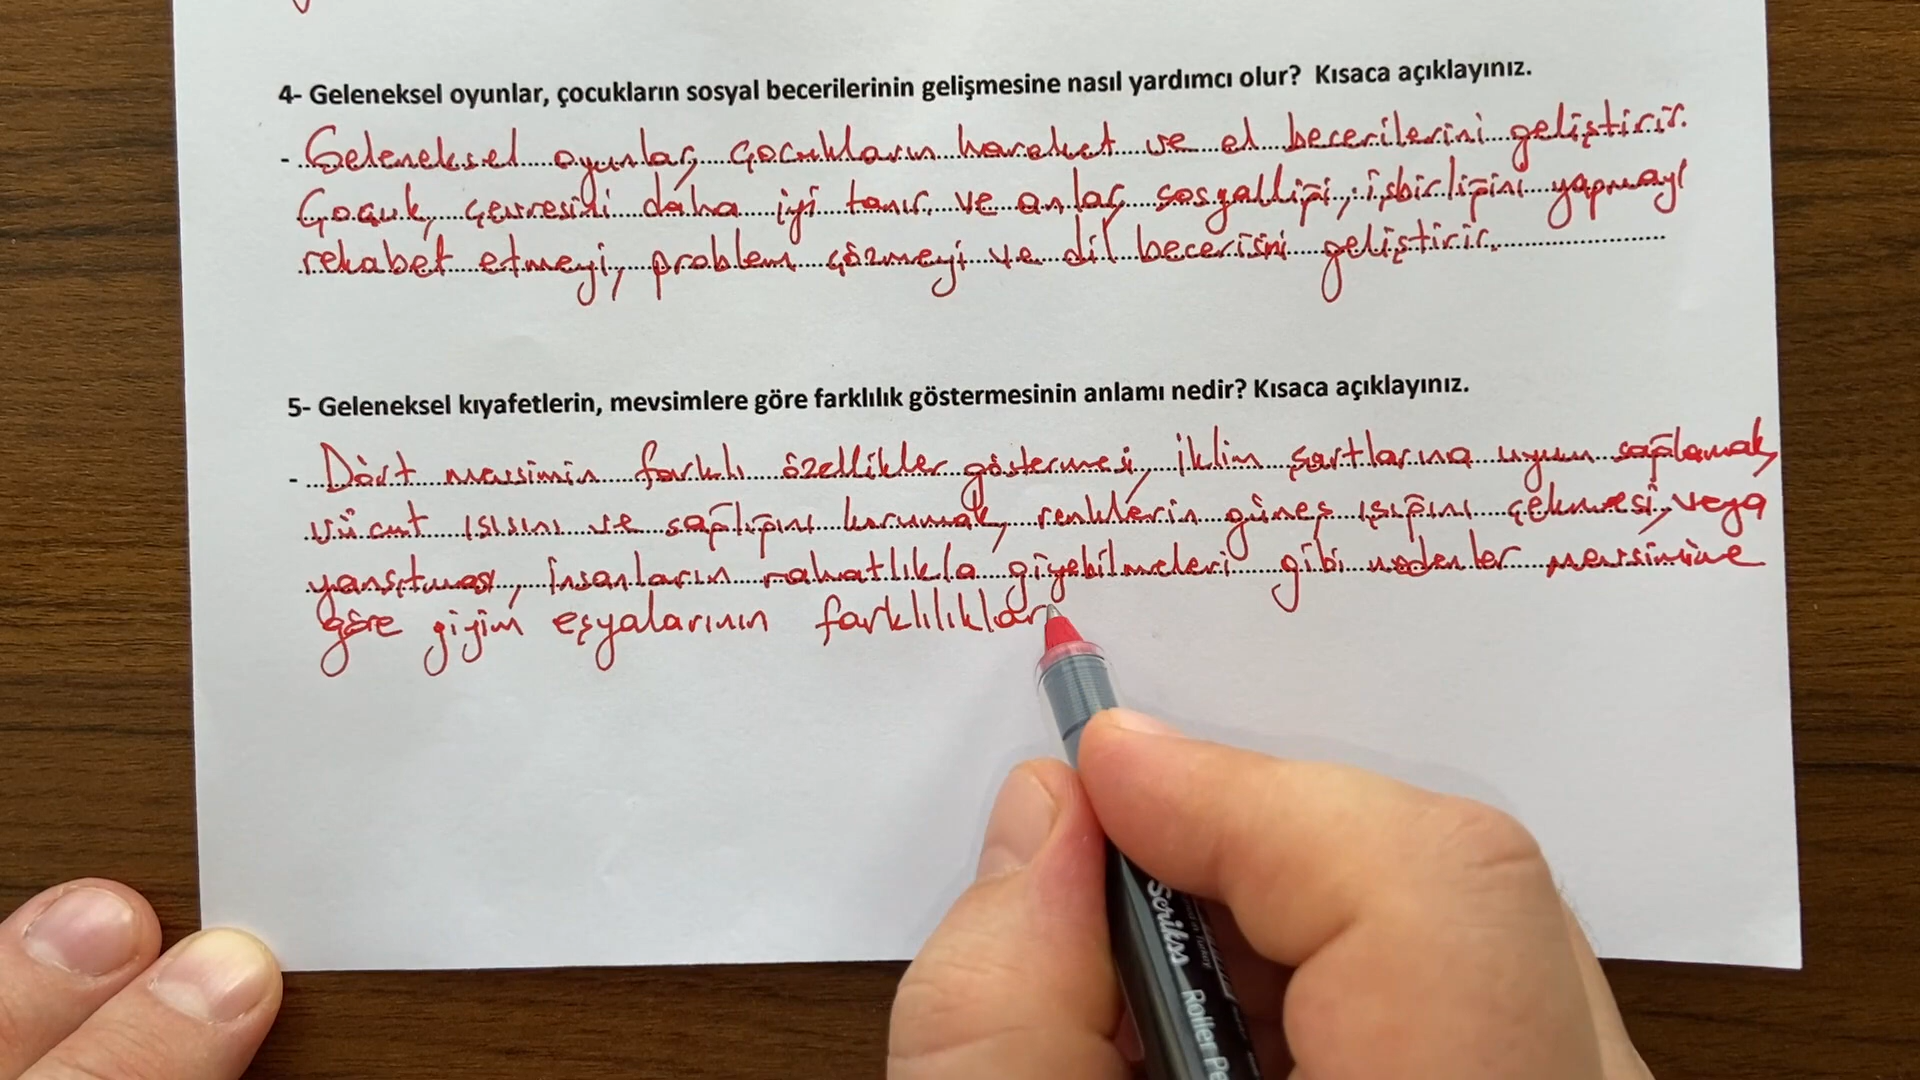 4- Geleneksel oyunlar, çocukların sosyal becerilerinin gelişmesine nasıl yardımcı olur? Kısaca açıklayınız.
- Geleneksel oyunlar, çocukların hareket ve el becerilerini geliştirir.
Çocuk, çevresini daha iyi tanır ve anlar, sosyalliği, işbirliğini yapmayı
rekabet etmeyi, problem çözmeyi ve dil becerisini geliştirir.
5- Geleneksel kıyafetlerin, mevsimlere göre farklılık göstermesinin anlamı nedir? Kısaca açıklayınız.
- Dört mevsimin farklı özellikler göstermesi, iklim şartlarına uyum sağlamak,
vücut ısısını ve sağlığını korumak, renklerin güneş ışığını çekmesi, veya
yansıtması, insanların rahatlıkla giyebilmeleri gibi nedenler mevsimine
göre giyim eşyalarının farklılıklar
Scrikss Roller Pe